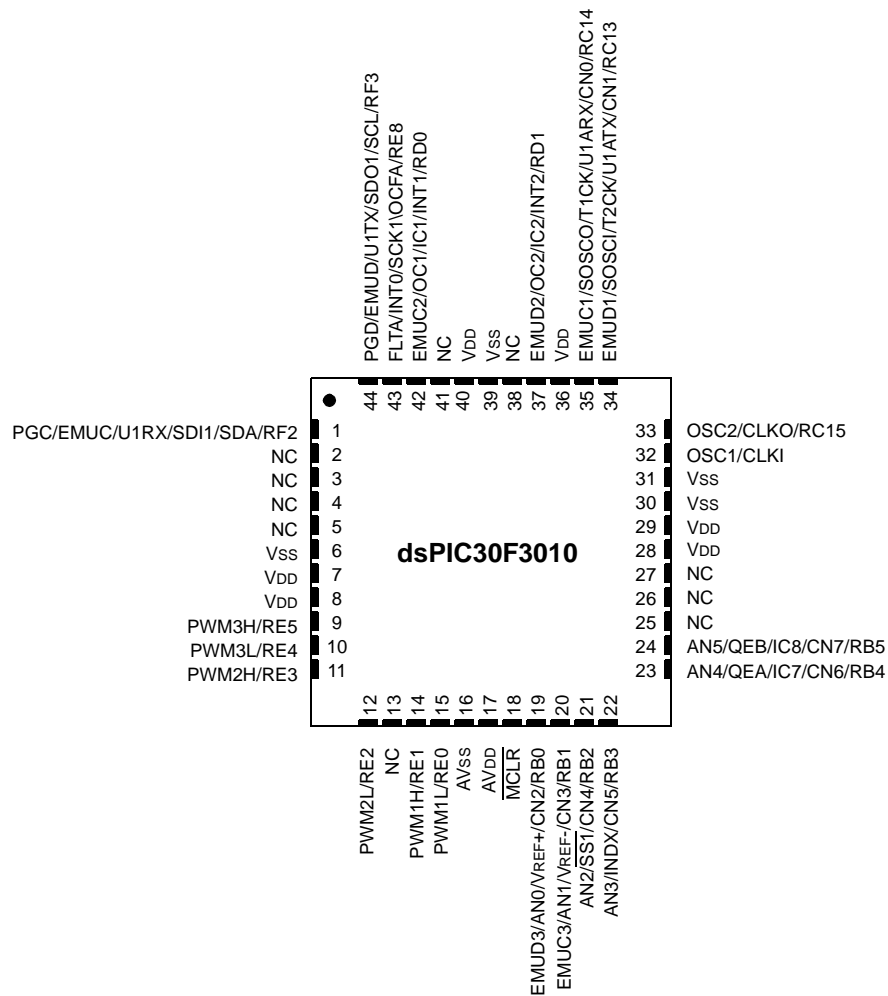 PGD/EMUD/U1TX/SDO1/SCL/RF3
FLTA/INT0/SCK1\OCFA/RE8
EMUC2/OC1/IC1/INT1/RD0
NC
VDD
VSS
NC
EMUD2/OC2/IC2/INT2/RD1
VDD
EMUC1/SOSCO/T1CK/U1ARX/CN0/RC14
EMUD1/SOSCI/T2CK/U1ATX/CN1/RC13
44
43
42
41
40
39
38
37
36
35
34
PGC/EMUC/U1RX/SDI1/SDA/RF2 1
NC 2
NC 3
NC 4
NC 5
VSS 6
VDD 7
VDD 8
PWM3H/RE5 9
PWM3L/RE4 10
PWM2H/RE3 11
dsPIC30F3010
33 OSC2/CLKO/RC15
32 OSC1/CLKI
31 VSS
30 VSS
29 VDD
28 VDD
27 NC
26 NC
25 NC
24 AN5/QEB/IC8/CN7/RB5
23 AN4/QEA/IC7/CN6/RB4
12
13
14
15
16
17
18
19
20
21
22
PWM2L/RE2
NC
PWM1H/RE1
PWM1L/RE0
AVSS
AVDD
MCLR
EMUD3/AN0/VREF+/CN2/RB0
EMUC3/AN1/VREF-/CN3/RB1
AN2/SS1/CN4/RB2
AN3/INDX/CN5/RB3